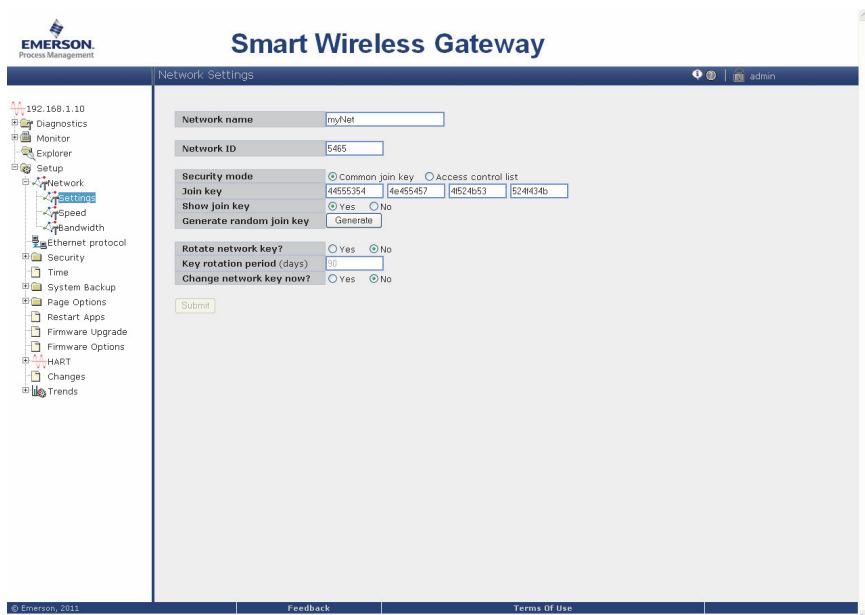 EMERSON.
Process Management
Smart Wireless Gateway
Network Settings
admin
192.168.1.10
Diagnostics
Monitor
Explorer
Setup
Network
Settings
Speed
Bandwidth
Ethernet protocol
Security
Time
System Backup
Page Options
Restart Apps
Firmware Upgrade
Firmware Options
HART
Changes
Trends
Network name myNet
Network ID 5465
Security mode Common join key Access control list
Join key 44555354 4e455457 4f524b53 524f434b
Show join key Yes No
Generate random join key Generate
Rotate network key? Yes No
Key rotation period (days) 90
Change network key now? Yes No
Submit
© Emerson, 2011 Feedback Terms Of Use